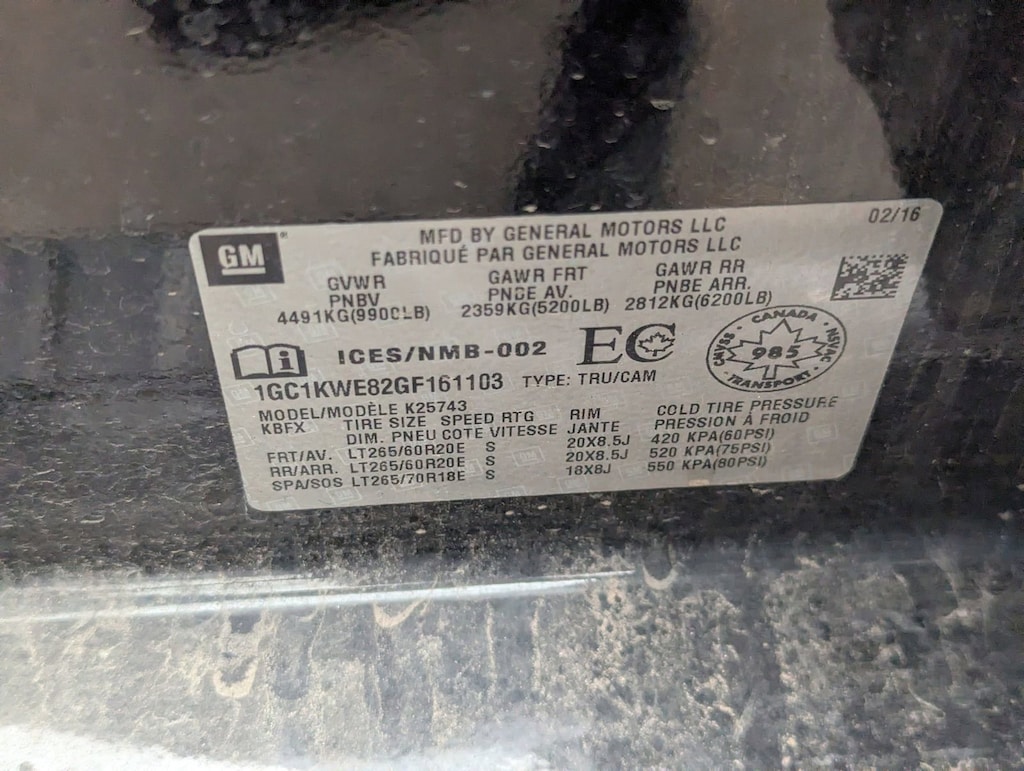 02/16
GM
MFD BY GENERAL MOTORS LLC
FABRIQUÉ PAR GENERAL MOTORS LLC
GVWR GAWR FRT GAWR RR
PNBV PNBE AV. PNBE ARR.
4491KG(9900LB) 2359KG(5200LB) 2812KG(6200LB)
i ICES/NMB-002 EC
CANADA
CMVSS 985 NSVAC
TRANSPORT
1GC1KWE82GF161103 TYPE: TRU/CAM
MODEL/MODÈLE K25743
KBFX TIRE SIZE SPEED RTG RIM COLD TIRE PRESSURE
DIM. PNEU COTE VITESSE JANTE PRESSION À FROID
FRT/AV. LT265/60R20E S 20X8.5J 420 KPA(60PSI)
RR/ARR. LT265/60R20E S 20X8.5J 520 KPA(75PSI)
SPA/SOS LT265/70R18E S 18X8J 550 KPA(80PSI)